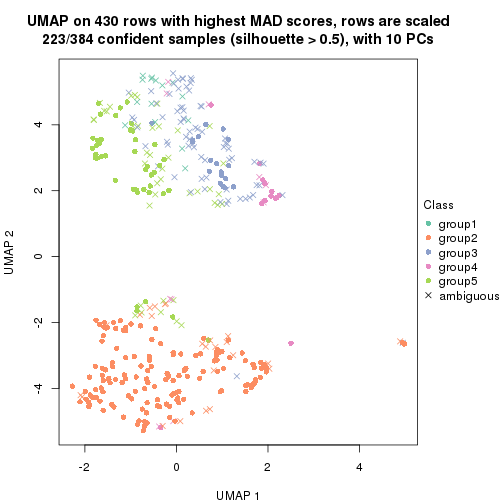 UMAP on 430 rows with highest MAD scores, rows are scaled
223/384 confident samples (silhouette > 0.5), with 10 PCs
4
2
0
-2
-4
UMAP 2
-2
0
2
4
UMAP 1
Class
group1
group2
group3
group4
group5
ambiguous